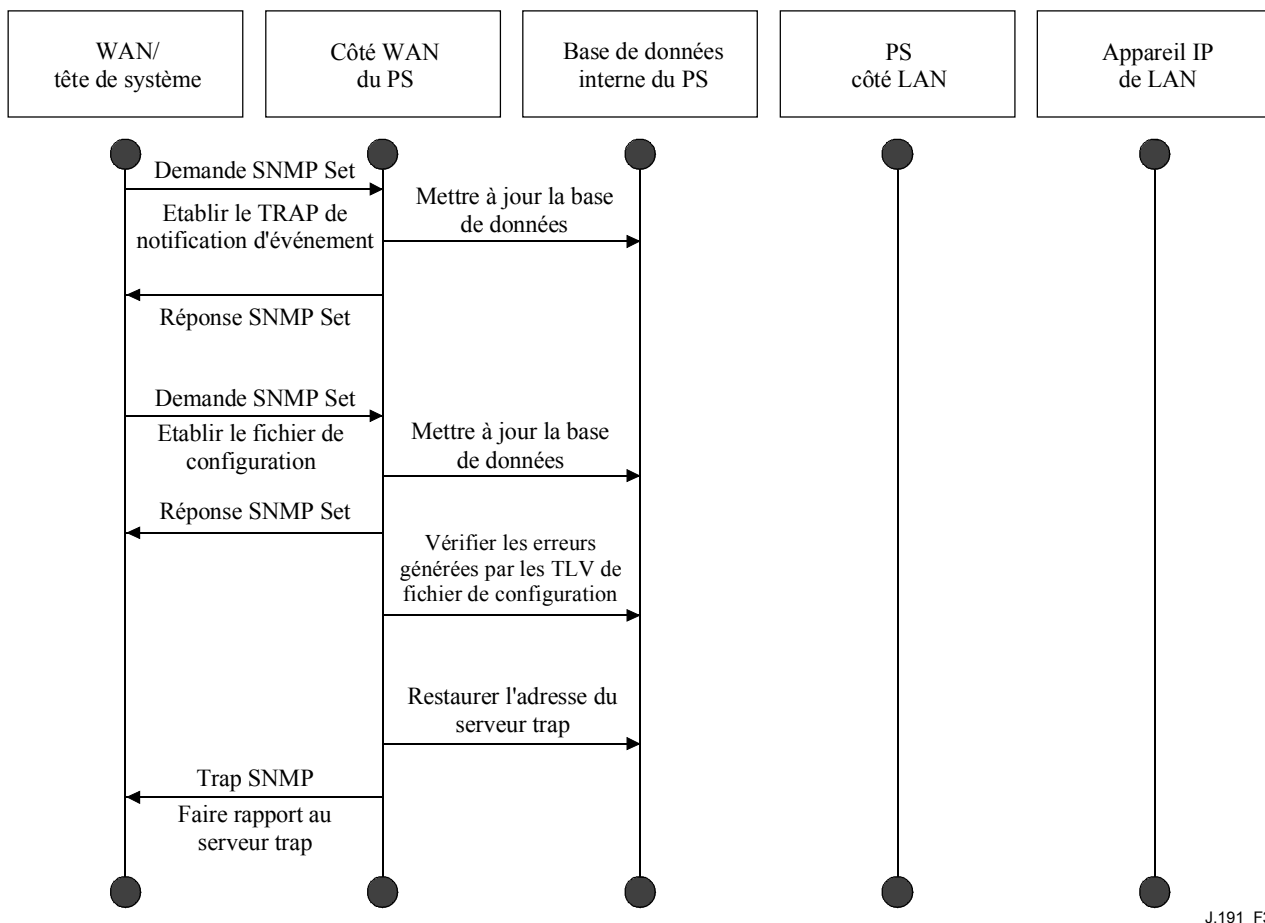 WAN/
tête de système
Côté WAN
du PS
Base de données
interne du PS
PS
côté LAN
Appareil IP
de LAN
Demande SNMP Set
Etablir le TRAP de
notification d'événement
Mettre à jour la base
de données
Réponse SNMP Set
Demande SNMP Set
Etablir le fichier de
configuration
Mettre à jour la base
de données
Réponse SNMP Set
Vérifier les erreurs
générées par les TLV de
fichier de configuration
Restaurer l'adresse du
serveur trap
Trap SNMP
Faire rapport au
serveur trap